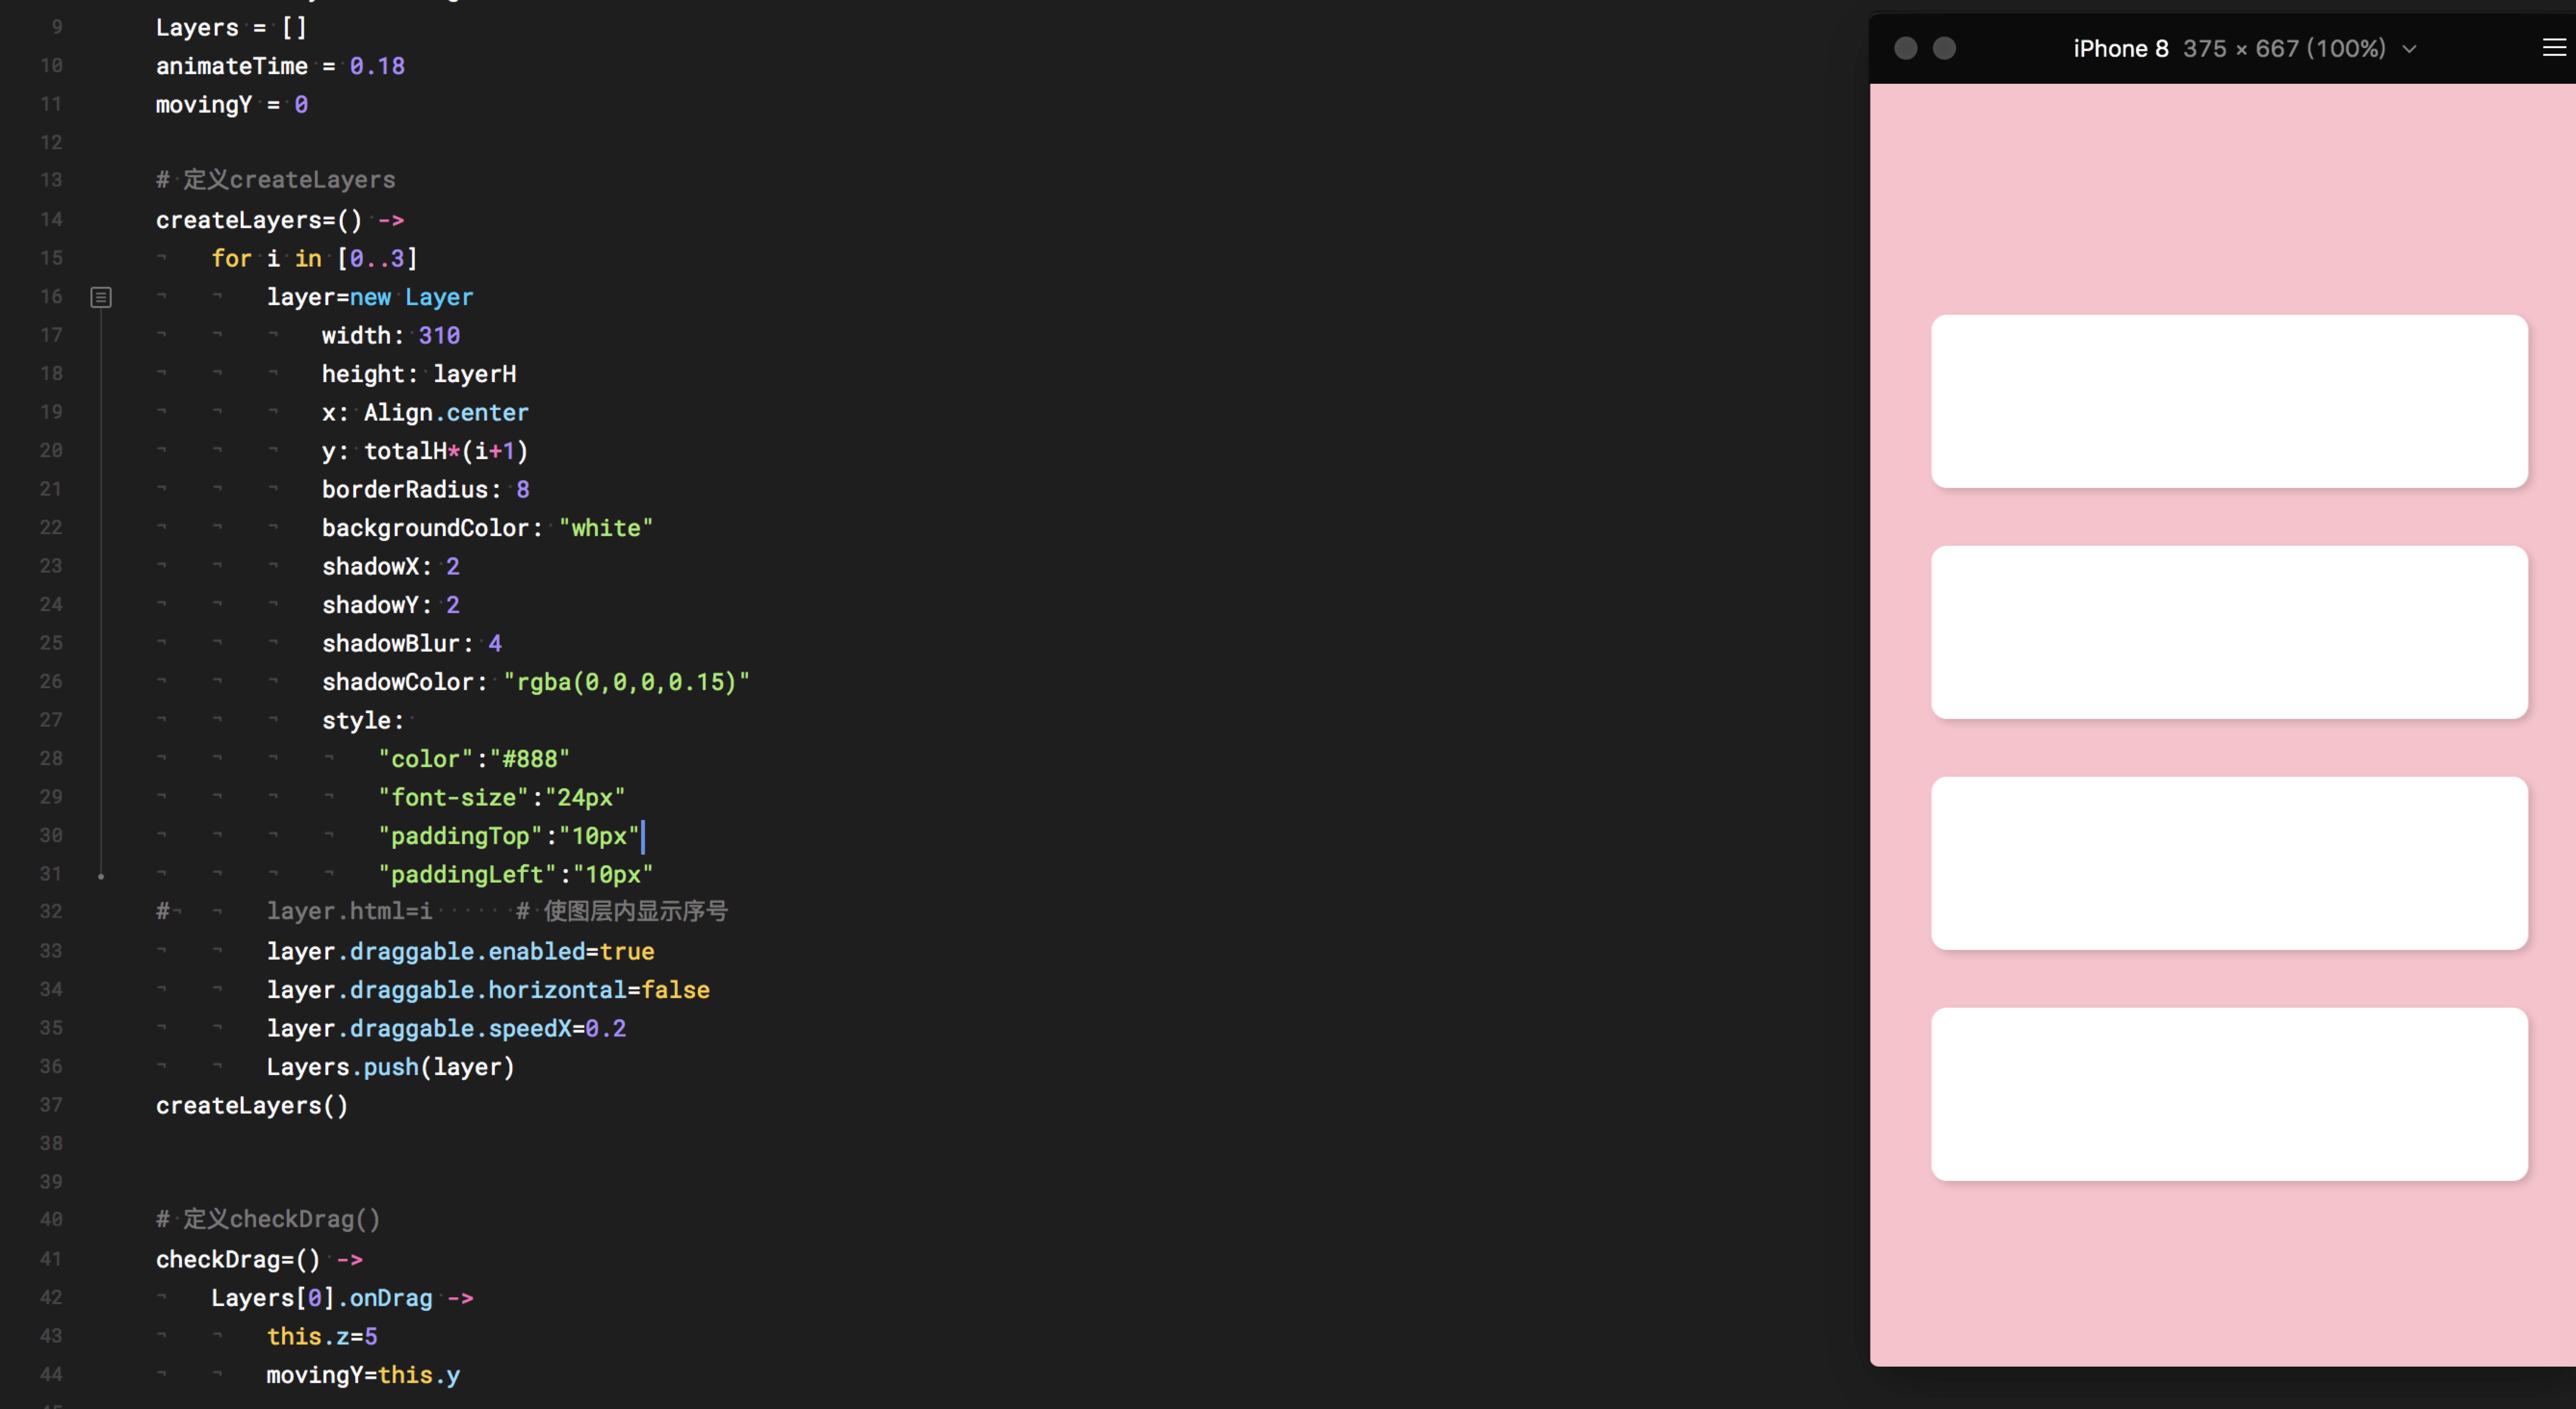 9 Layers = []
10 animateTime = 0.18
11 movingY = 0
12
13 # 定义createLayers
14 createLayers=() ->
15 for i in [0..3]
16 layer=new Layer
17 width: 310
18 height: layerH
19 x: Align.center
20 y: totalH*(i+1)
21 borderRadius: 8
22 backgroundColor: "white"
23 shadowX: 2
24 shadowY: 2
25 shadowBlur: 4
26 shadowColor: "rgba(0,0,0,0.15)"
27 style:
28 "color":"#888"
29 "font-size":"24px"
30 "paddingTop":"10px"
31 "paddingLeft":"10px"
32 # layer.html=i # 使图层内显示序号
33 layer.draggable.enabled=true
34 layer.draggable.horizontal=false
35 layer.draggable.speedX=0.2
36 Layers.push(layer)
37 createLayers()
38
39
40 # 定义checkDrag()
41 checkDrag=() ->
42 Layers[0].onDrag ->
43 this.z=5
44 movingY=this.y
iPhone 8 375 × 667 (100%)